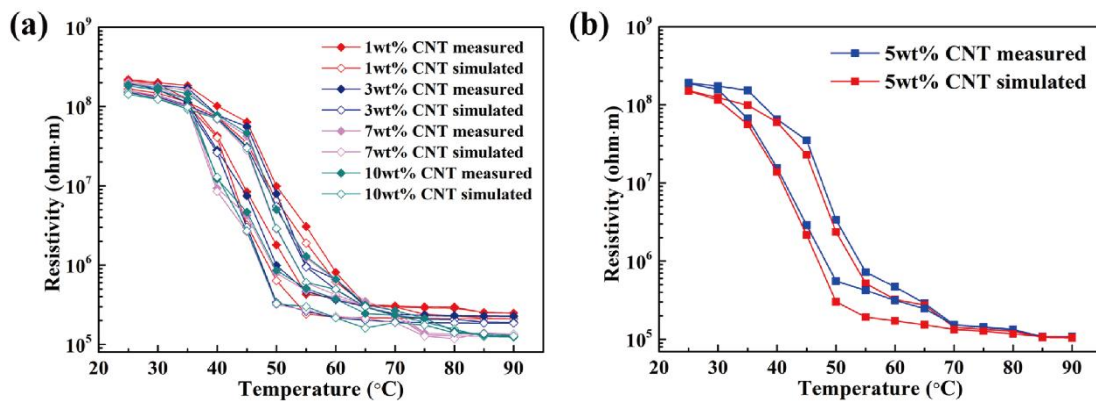 (a)
10⁹
10⁸
10⁷
10⁶
10⁵
Resistivity (ohm·m)
1wt% CNT measured
1wt% CNT simulated
3wt% CNT measured
3wt% CNT simulated
7wt% CNT measured
7wt% CNT simulated
10wt% CNT measured
10wt% CNT simulated
20 30 40 50 60 70 80 90
Temperature (°C)
(b)
10⁹
10⁸
10⁷
10⁶
10⁵
Resistivity (ohm·m)
5wt% CNT measured
5wt% CNT simulated
20 30 40 50 60 70 80 90
Temperature (°C)